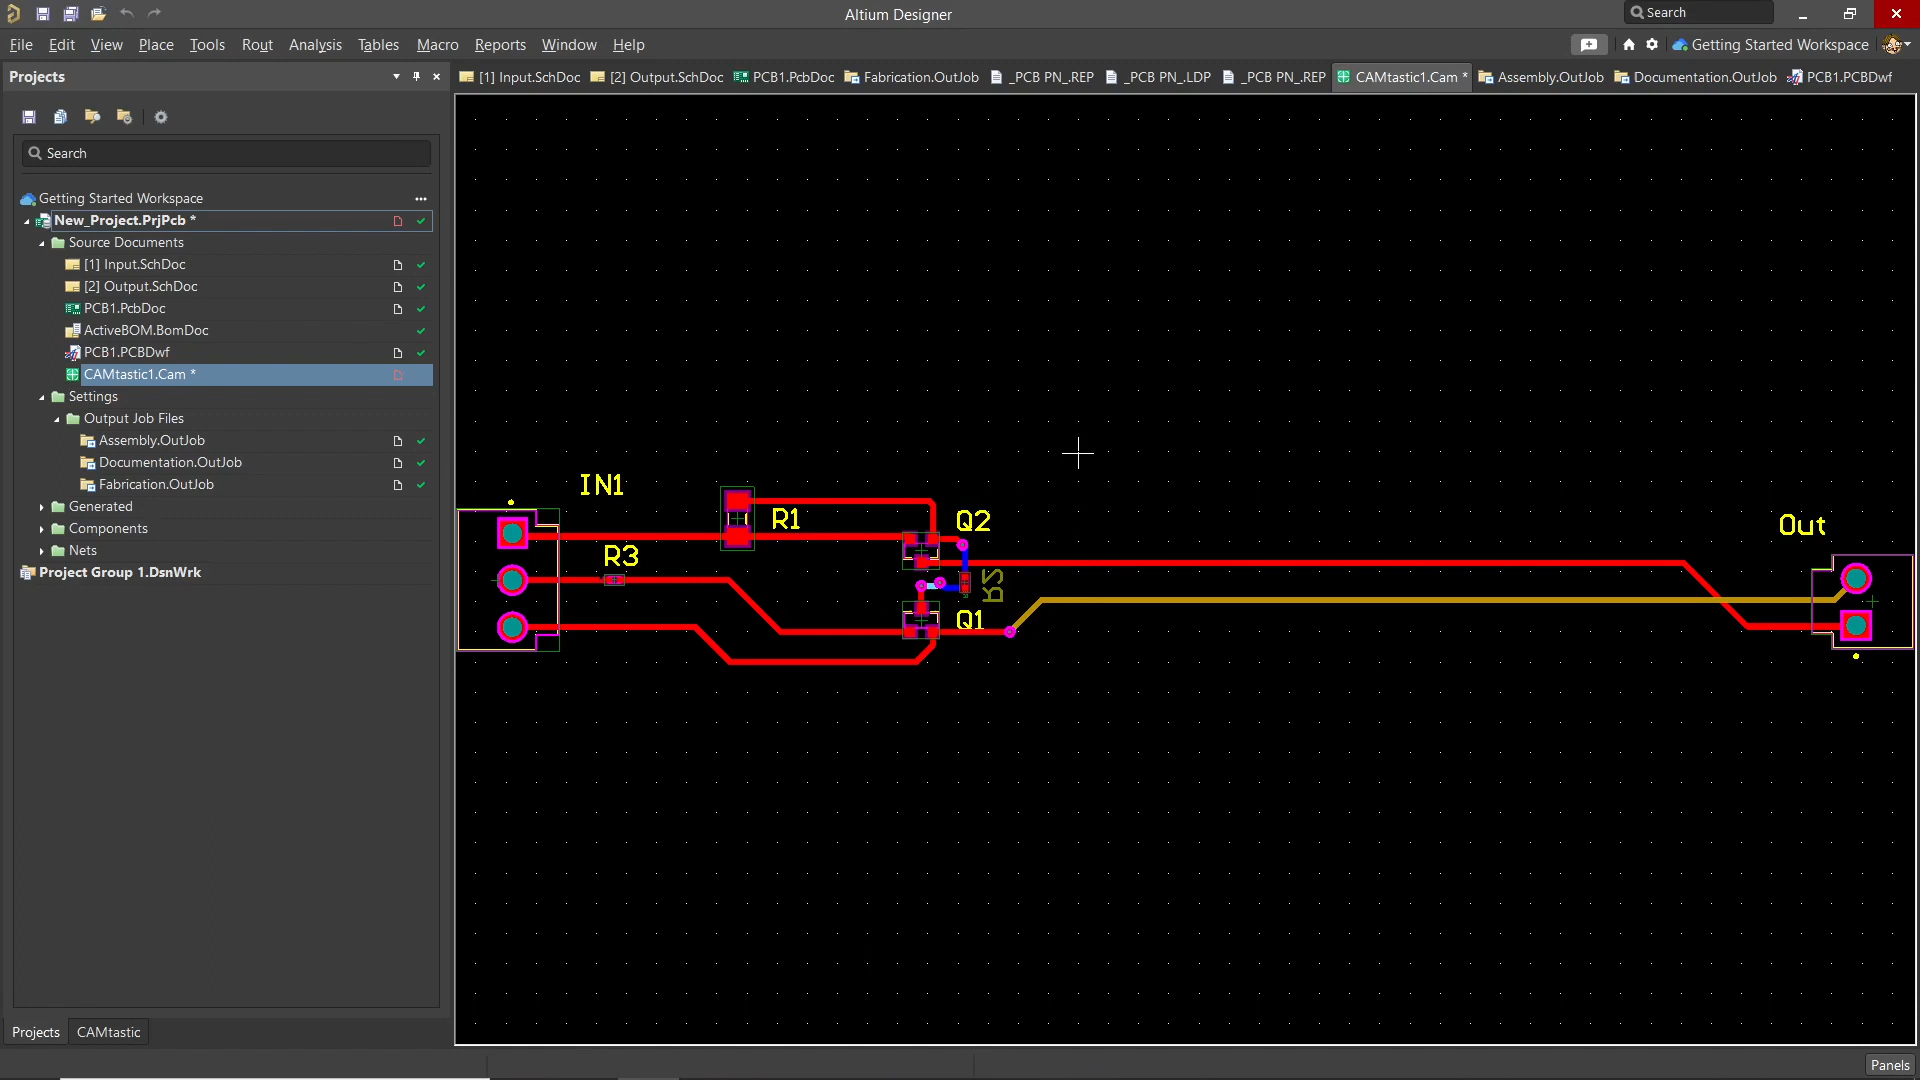 Altium Designer
Search
File Edit View Place Tools Rout Analysis Tables Macro Reports Window Help
Getting Started Workspace
Projects
[1] Input.SchDoc [2] Output.SchDoc PCB1.PcbDoc Fabrication.OutJob _PCB PN_.REP _PCB PN_.LDP _PCB PN_.REP CAMtastic1.Cam * Assembly.OutJob Documentation.OutJob PCB1.PCBDwf
Search
Getting Started Workspace
New_Project.PrjPcb *
Source Documents
[1] Input.SchDoc
[2] Output.SchDoc
PCB1.PcbDoc
ActiveBOM.BomDoc
PCB1.PCBDwf
CAMtastic1.Cam *
Settings
Output Job Files
Assembly.OutJob
Documentation.OutJob
Fabrication.OutJob
Generated
Components
Nets
Project Group 1.DsnWrk
IN1
R1
Q2
Out
R3
R2
Q1
Projects CAMtastic
Panels